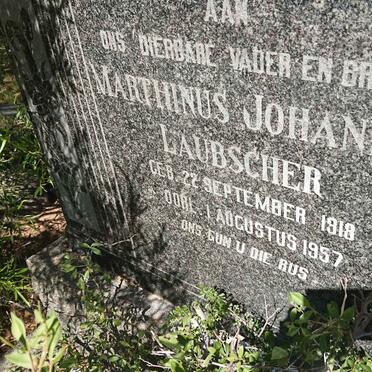 AAN
ONS DIERBARE VADER EN BR
MARTHINUS JOHAN
LAUBSCHER
GEB. 22 SEPTEMBER 1918
OORL. 1 AUGUSTUS 1957
ONS GUN U DIE RUS